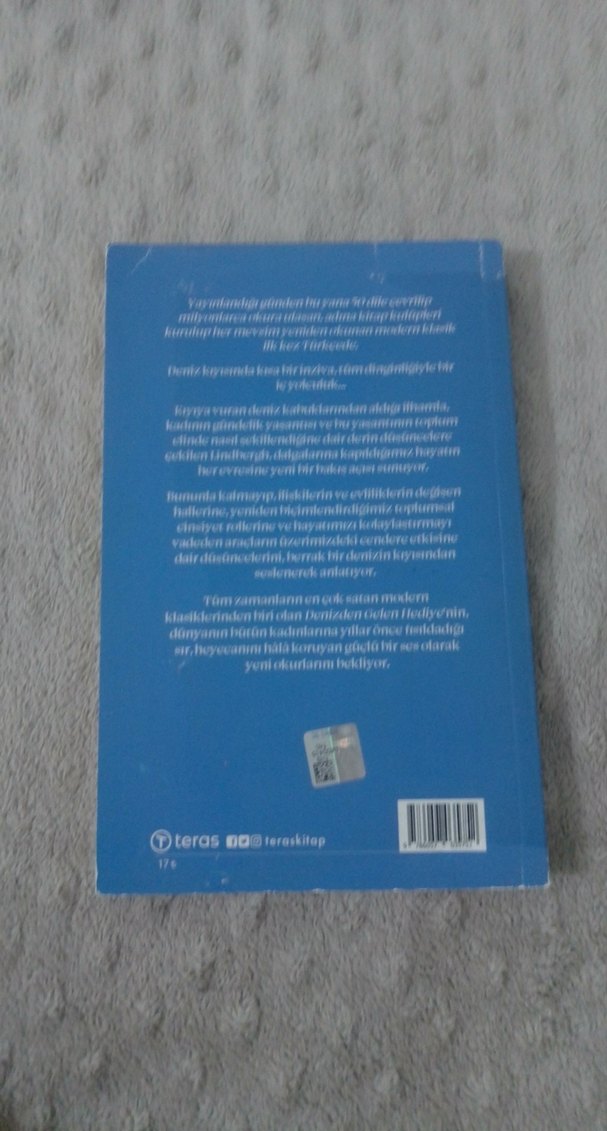 Yayınlandığı günden bu yana 50 dile çevrilip
milyonlarca okura ulaşan, adına kitap kulüpleri
kurulup her mevsim yeniden okunan modern klasik
ilk kez Türkçede.
Deniz kıyısında kısa bir inziva, tüm dinginliğiyle bir
iç yolculuk...
Kıyıya vuran deniz kabuklarından aldığı ilhamla,
kadının gündelik yaşantısı ve bu yaşantının toplum
elinde nasıl şekillendiğine dair derin düşüncelere
çekilen Lindbergh, dalgalarına kapıldığımız hayatın
her evresine yeni bir bakış açısı sunuyor.
Bununla kalmayıp, ilişkilerin ve evliliklerin değişen
hallerine, yeniden biçimlendirdiğimiz toplumsal
cinsiyet rollerine ve hayatımızı kolaylaştırmayı
vadeden araçların üzerimizdeki cendere etkisine
dair düşüncelerini, berrak bir denizin kıyısından
seslenerek anlatıyor.
Tüm zamanların en çok satan modern
klasiklerinden biri olan Denizden Gelen Hediye'nin,
dünyanın bütün kadınlarına yıllar önce fısıldadığı
sır, heyecanını hâlâ koruyan güçlü bir ses olarak
yeni okurlarını bekliyor.
teras teraskitap
17₺